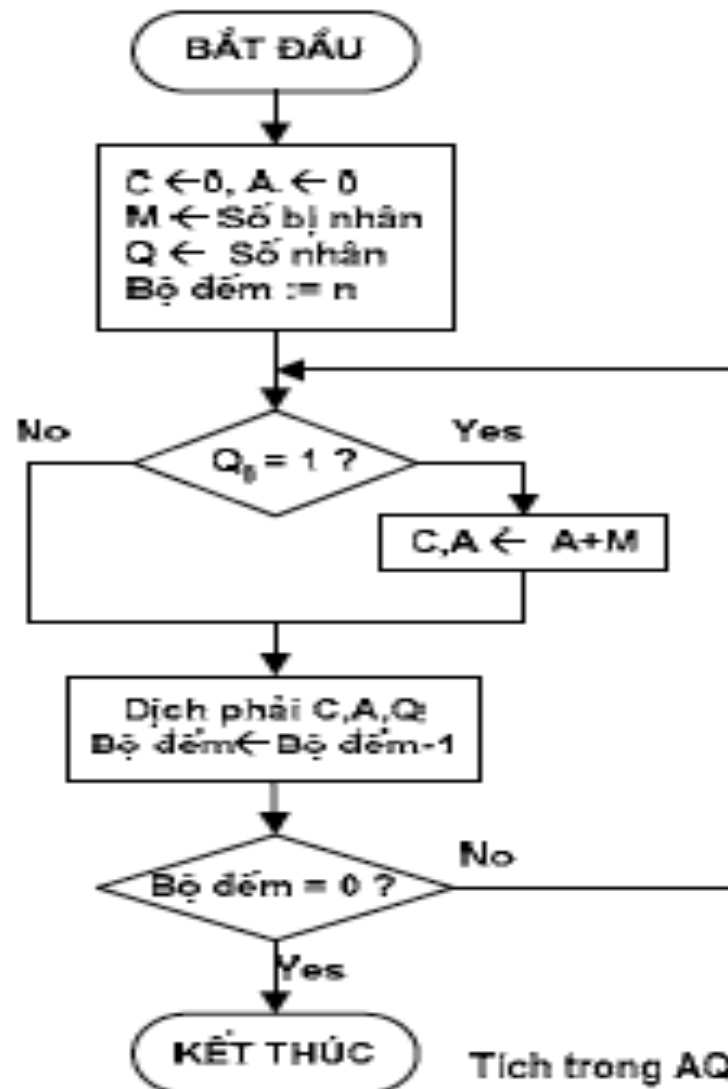 BẮT ĐẦU
C ← 0, A ← 0
M ← Số bị nhân
Q ← Số nhân
Bộ đếm := n
No
Yes
Q₀ = 1 ?
C,A ← A+M
Dịch phải C,A,Q:
Bộ đếm ← Bộ đếm-1
No
Bộ đếm = 0 ?
Yes
KẾT THÚC
Tích trong AQ